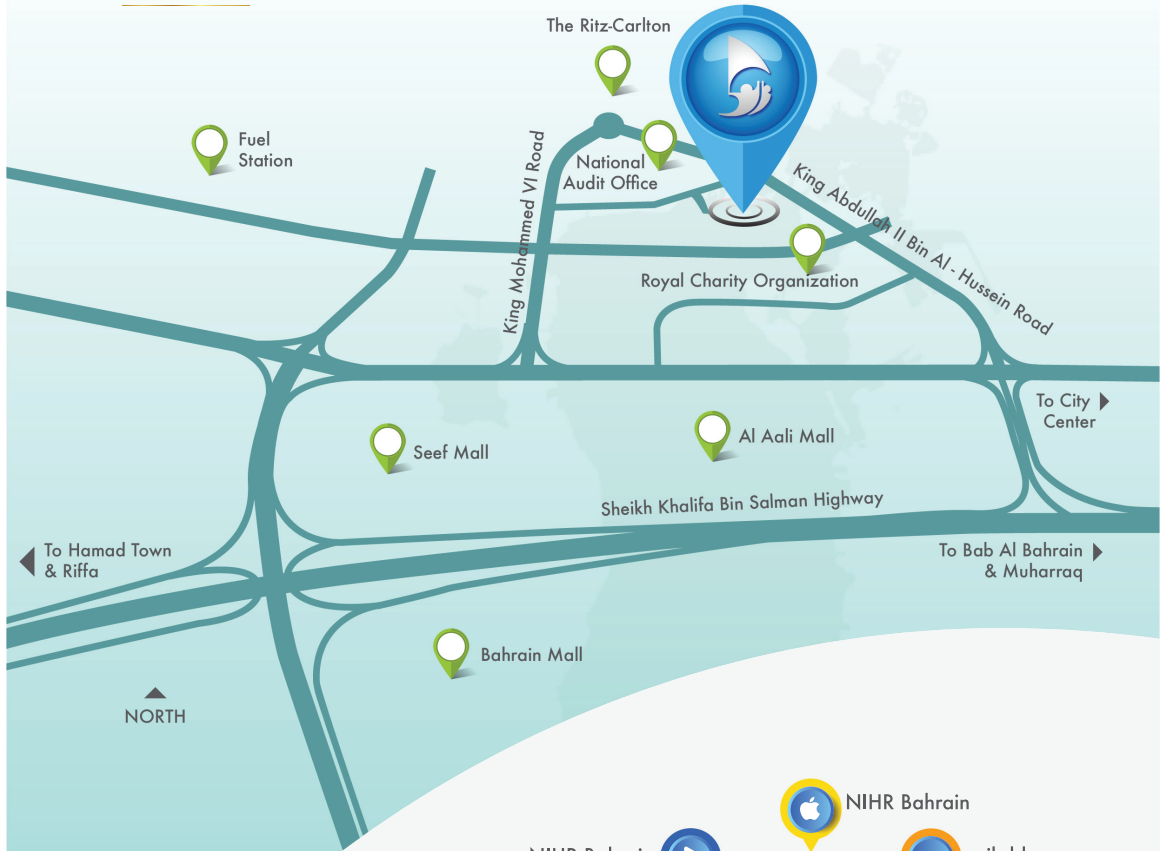 The Ritz-Carlton
Fuel
Station
National
Audit Office
King Mohammed VI Road
King Abdullah II Bin Al - Hussein Road
Royal Charity Organization
To City
Center
Seef Mall
Al Aali Mall
Sheikh Khalifa Bin Salman Highway
To Hamad Town
& Riffa
To Bab Al Bahrain
& Muharraq
Bahrain Mall
NORTH
NIHR Bahrain
NIHR Bahrain